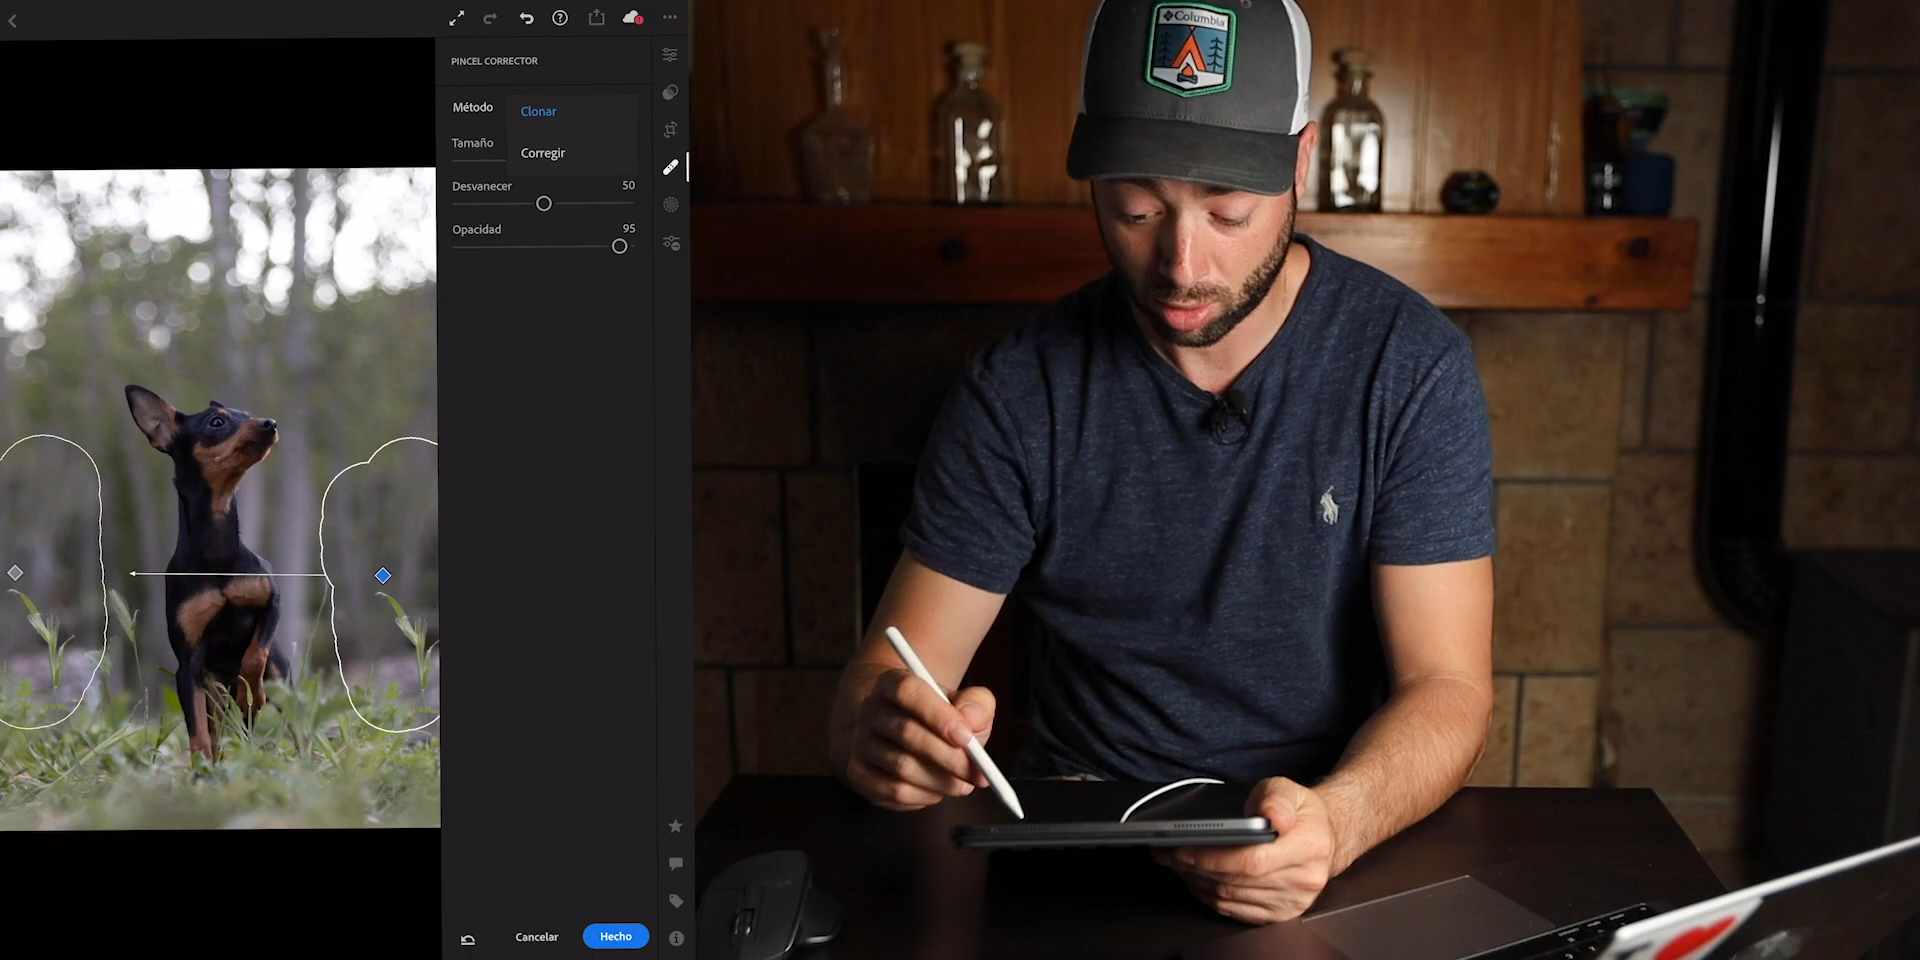 PINCEL CORRECTOR
Método
Clonar
Tamaño
Corregir
Desvanecer 50
Opacidad 95
Cancelar
Hecho
Columbia